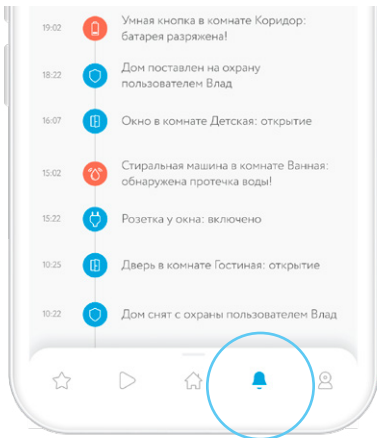 19:02
Умная кнопка в комнате Коридор:
батарея разряжена!
18:22
Дом поставлен на охрану
пользователем Влад
16:07
Окно в комнате Детская: открытие
15:02
Стиральная машина в комнате Ванная:
обнаружена протечка воды!
15:22
Розетка у окна: включено
10:25
Дверь в комнате Гостиная: открытие
10:22
Дом снят с охраны пользователем Влад